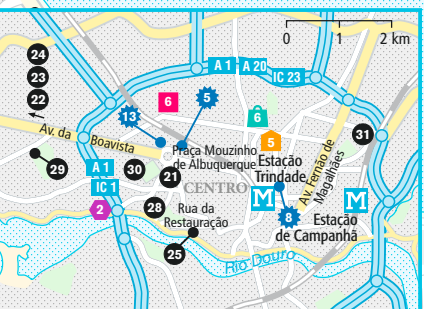 0 1 2 km
24
23
22
A 1
A 20
IC 23
6
5
13
6
5
31
Av. da Boavista
Praça Mouzinho
de Albuquerque
Estação
Trindade
Av. Fernão de
Magalhães
29
A 1
IC 1
30
21
CENTRO
M
M
2
28
Rua da
Restauração
8
Estação
de Campanhã
25
Rio Douro